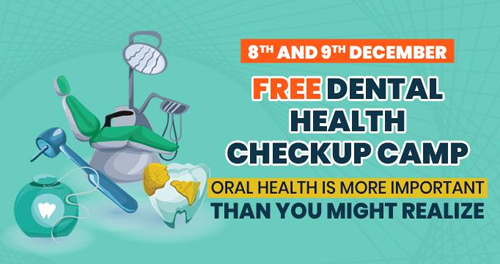 8TH AND 9TH DECEMBER
FREE DENTAL
HEALTH
CHECKUP CAMP
ORAL HEALTH IS MORE IMPORTANT
THAN YOU MIGHT REALIZE